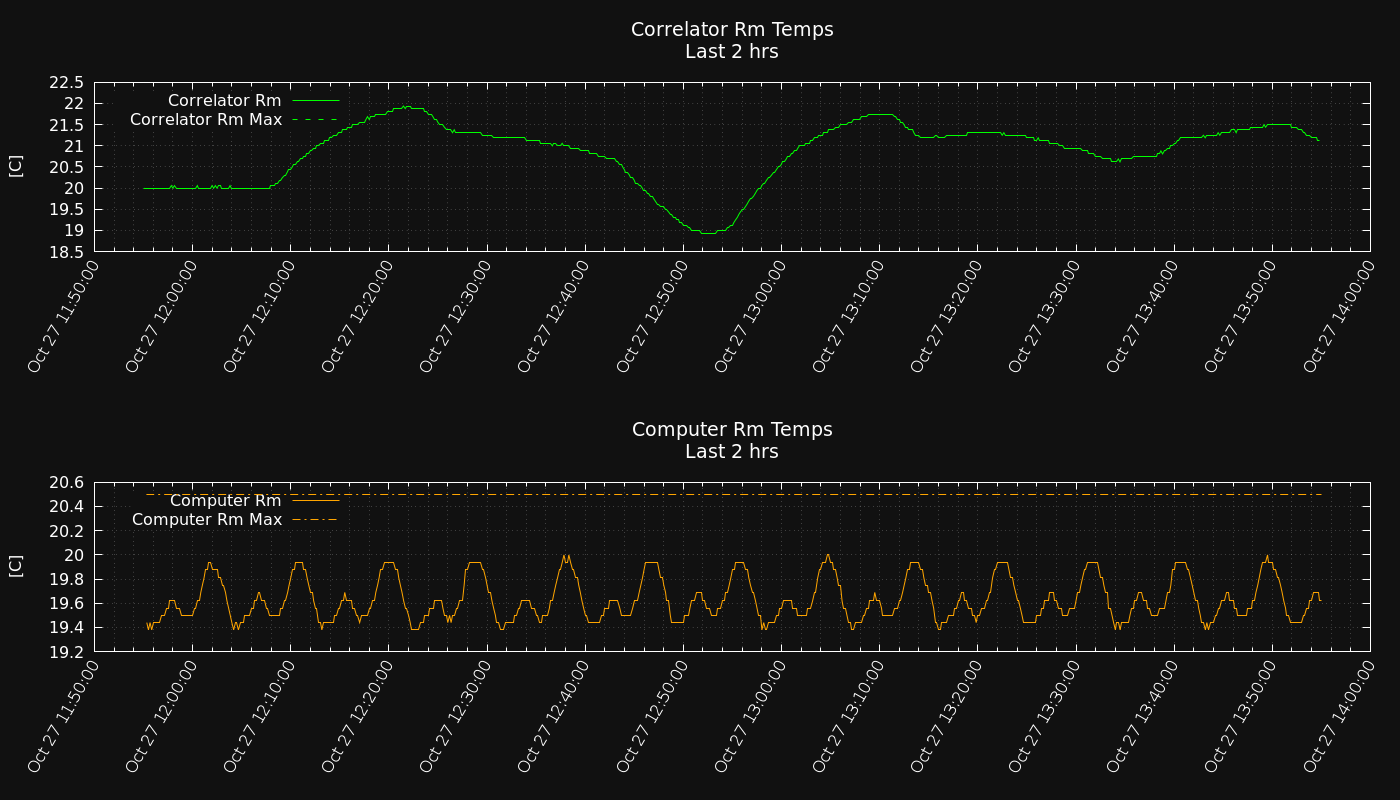 Correlator Rm Temps
Last 2 hrs
22.5
22
21.5
21
20.5
20
19.5
19
18.5
[C]
Correlator Rm
Correlator Rm Max
Oct 27 11:50:00
Oct 27 12:00:00
Oct 27 12:10:00
Oct 27 12:20:00
Oct 27 12:30:00
Oct 27 12:40:00
Oct 27 12:50:00
Oct 27 13:00:00
Oct 27 13:10:00
Oct 27 13:20:00
Oct 27 13:30:00
Oct 27 13:40:00
Oct 27 13:50:00
Oct 27 14:00:00
Computer Rm Temps
Last 2 hrs
20.6
20.4
20.2
20
19.8
19.6
19.4
19.2
[C]
Computer Rm
Computer Rm Max
Oct 27 11:50:00
Oct 27 12:00:00
Oct 27 12:10:00
Oct 27 12:20:00
Oct 27 12:30:00
Oct 27 12:40:00
Oct 27 12:50:00
Oct 27 13:00:00
Oct 27 13:10:00
Oct 27 13:20:00
Oct 27 13:30:00
Oct 27 13:40:00
Oct 27 13:50:00
Oct 27 14:00:00